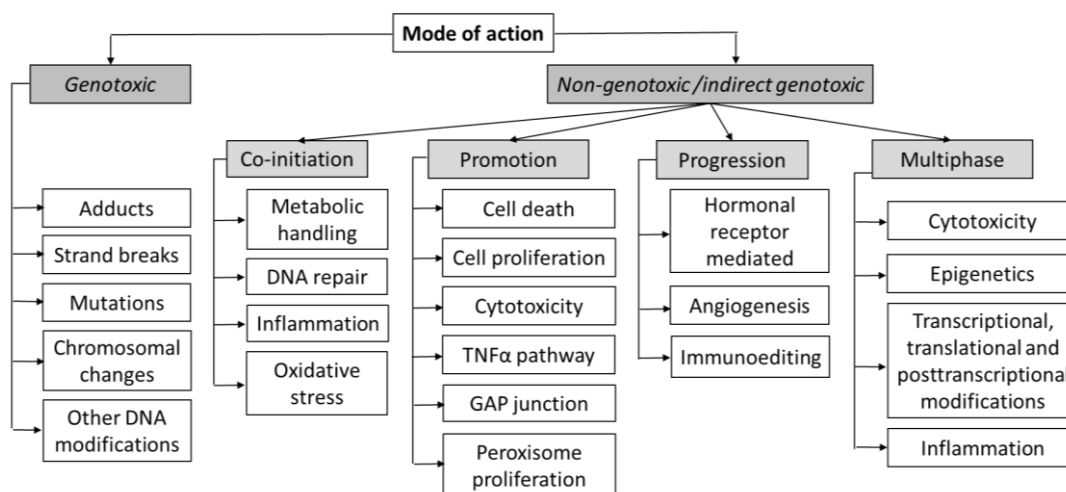 Mode of action
Genotoxic
Non-genotoxic/indirect genotoxic
Co-initiation
Promotion
Progression
Multiphase
Adducts
Strand breaks
Mutations
Chromosomal
changes
Other DNA
modifications
Metabolic
handling
DNA repair
Inflammation
Oxidative
stress
Cell death
Cell proliferation
Cytotoxicity
TNFα pathway
GAP junction
Peroxisome
proliferation
Hormonal
receptor
mediated
Angiogenesis
Immunoediting
Cytotoxicity
Epigenetics
Transcriptional,
translational and
posttranscriptional
modifications
Inflammation